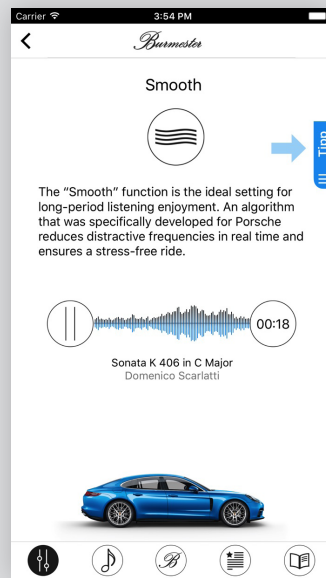 Carrier 3:54 PM
Burmester
Smooth
Tipp
The “Smooth” function is the ideal setting for
long-period listening enjoyment. An algorithm
that was specifically developed for Porsche
reduces distractive frequencies in real time and
ensures a stress-free ride.
00:18
Sonata K 406 in C Major
Domenico Scarlatti
B